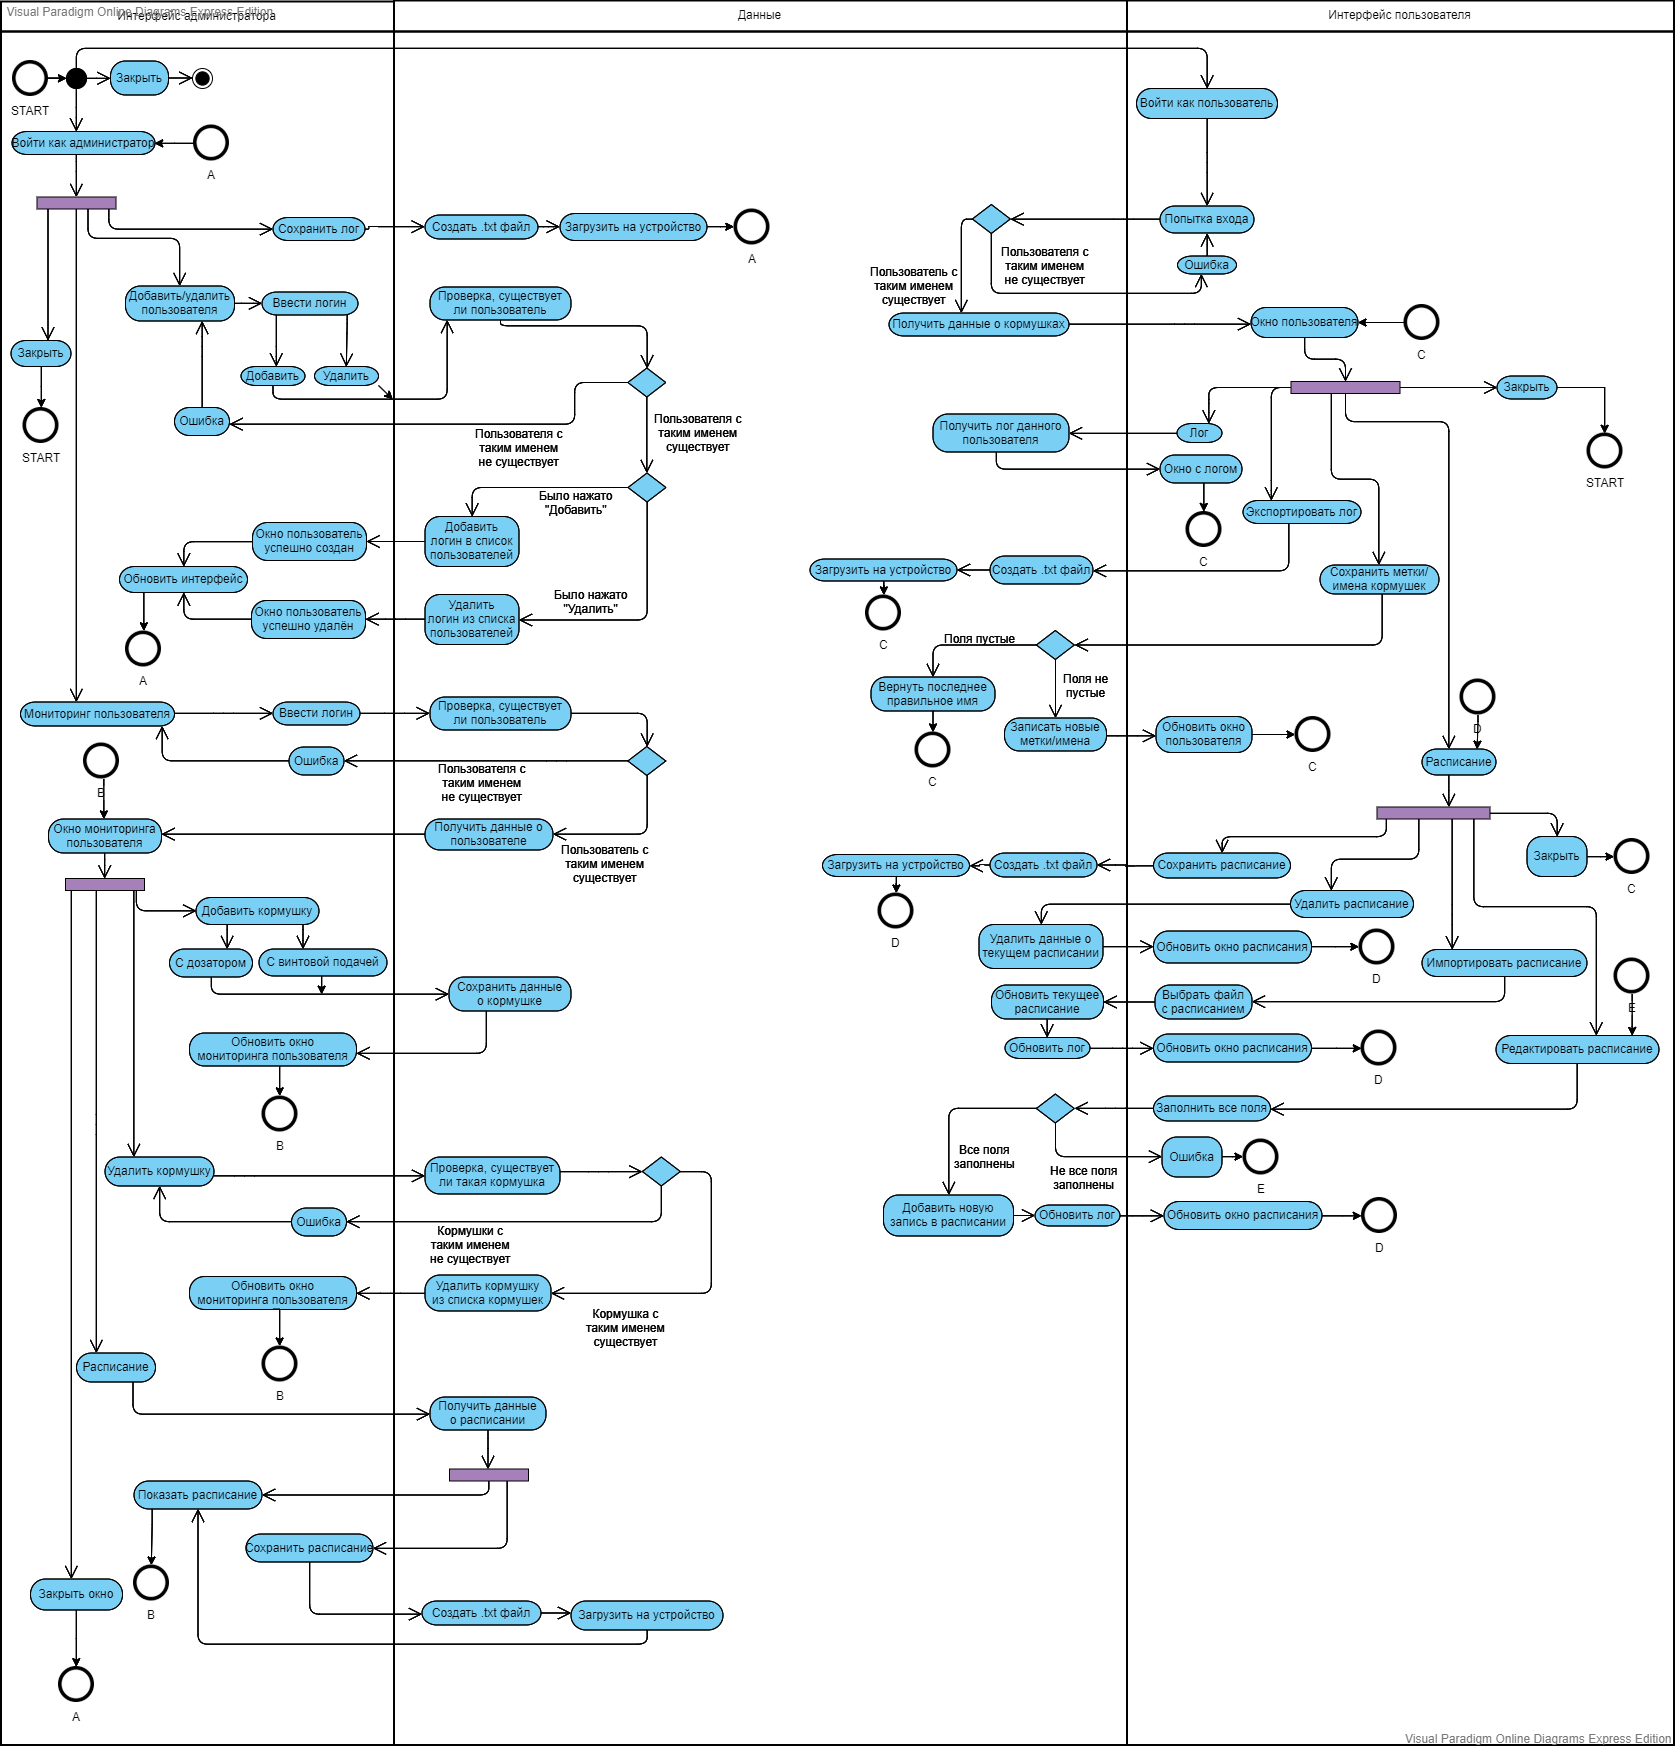 Visual Paradigm Online Diagrams Express Edition
Интерфейс администратора
Данные
Интерфейс пользователя
START
Закрыть
Войти как администратор
A
Сохранить лог
Создать .txt файл
Загрузить на устройство
A
Добавить/удалить
пользователя
Ввести логин
Проверка, существует
ли пользователь
Закрыть
START
Добавить
Удалить
Ошибка
Пользователя с
таким именем
не существует
Пользователя с
таким именем
существует
Было нажато
"Добавить"
Добавить
логин в список
пользователей
Окно пользователь
успешно создан
Обновить интерфейс
Окно пользователь
успешно удалён
Удалить
логин из списка
пользователей
Было нажато
"Удалить"
A
Мониторинг пользователя
Ввести логин
Проверка, существует
ли пользователь
Ошибка
Пользователя с
таким именем
не существует
B
Окно мониторинга
пользователя
Получить данные о
пользователе
Пользователь с
таким именем
существует
Добавить кормушку
С дозатором
С винтовой подачей
Сохранить данные
о кормушке
Обновить окно
мониторинга пользователя
B
Удалить кормушку
Проверка, существует
ли такая кормушка
Ошибка
Кормушки с
таким именем
не существует
Обновить окно
мониторинга пользователя
Удалить кормушку
из списка кормушек
Кормушка с
таким именем
существует
B
Расписание
Получить данные
о расписании
Показать расписание
Сохранить расписание
B
Закрыть окно
Создать .txt файл
Загрузить на устройство
A
Войти как пользователь
Попытка входа
Ошибка
Пользователя с
таким именем
не существует
Пользователь с
таким именем
существует
Получить данные о кормушках
Окно пользователя
C
Закрыть
START
Получить лог данного
пользователя
Лог
Окно с логом
C
Экспортировать лог
Загрузить на устройство
Создать .txt файл
C
Сохранить метки/
имена кормушек
Поля пустые
Поля не
пустые
Вернуть последнее
правильное имя
C
Записать новые
метки/имена
Обновить окно
пользователя
C
D
Расписание
Закрыть
C
Загрузить на устройство
Создать .txt файл
Сохранить расписание
D
Удалить расписание
Удалить данные о
текущем расписании
Обновить окно расписания
D
Импортировать расписание
Обновить текущее
расписание
Выбрать файл
с расписанием
E
Обновить лог
Обновить окно расписания
D
Редактировать расписание
Заполнить все поля
Все поля
заполнены
Не все поля
заполнены
Ошибка
E
Добавить новую
запись в расписании
Обновить лог
Обновить окно расписания
D
Visual Paradigm Online Diagrams Express Edition